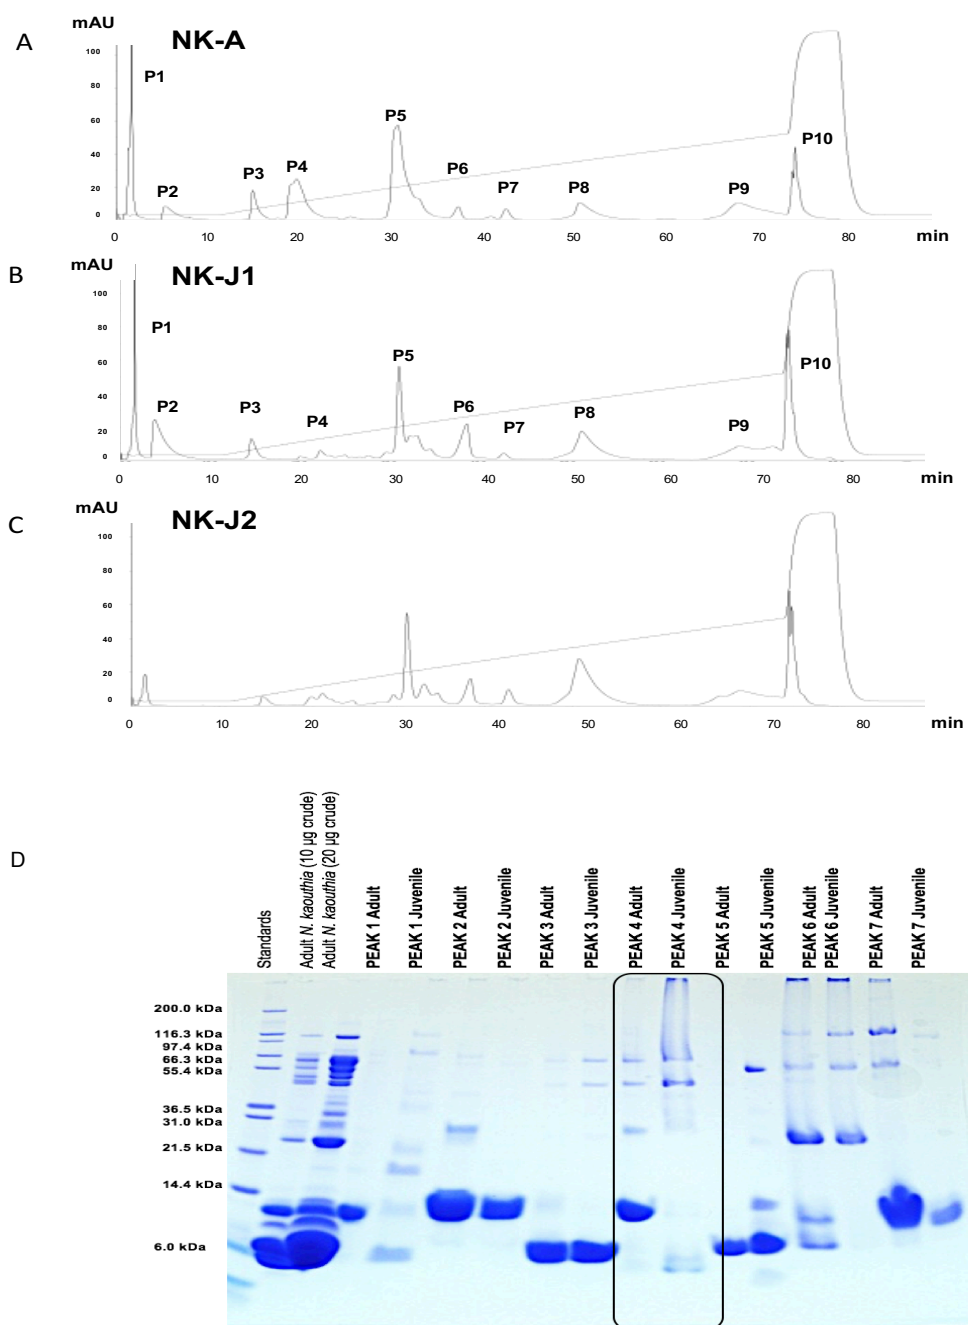 A
mAU
NK-A
100
80
60
40
20
0
P1
P2
P3
P4
P5
P6
P7
P8
P9
P10
0 10 20 30 40 50 60 70 80 min
B
mAU
NK-J1
100
80
60
40
20
0
P1
P2
P3
P4
P5
P6
P7
P8
P9
P10
0 10 20 30 40 50 60 70 80 min
C
mAU
NK-J2
100
80
60
40
20
0
0 10 20 30 40 50 60 70 80 min
D
Standards
Adult N. kaouthia (10 µg crude)
Adult N. kaouthia (20 µg crude)
PEAK 1 Adult
PEAK 1 Juvenile
PEAK 2 Adult
PEAK 2 Juvenile
PEAK 3 Adult
PEAK 3 Juvenile
PEAK 4 Adult
PEAK 4 Juvenile
PEAK 5 Adult
PEAK 5 Juvenile
PEAK 6 Adult
PEAK 6 Juvenile
PEAK 7 Adult
PEAK 7 Juvenile
200.0 kDa
116.3 kDa
97.4 kDa
66.3 kDa
55.4 kDa
36.5 kDa
31.0 kDa
21.5 kDa
14.4 kDa
6.0 kDa